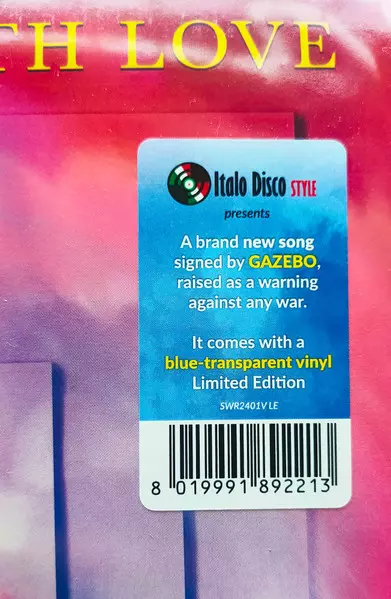 TH LOVE
Italo Disco STYLE
presents
A brand new song
signed by GAZEBO,
raised as a warning
against any war.
It comes with a
blue-transparent vinyl
Limited Edition
SWR2401V LE
8 019991 892213